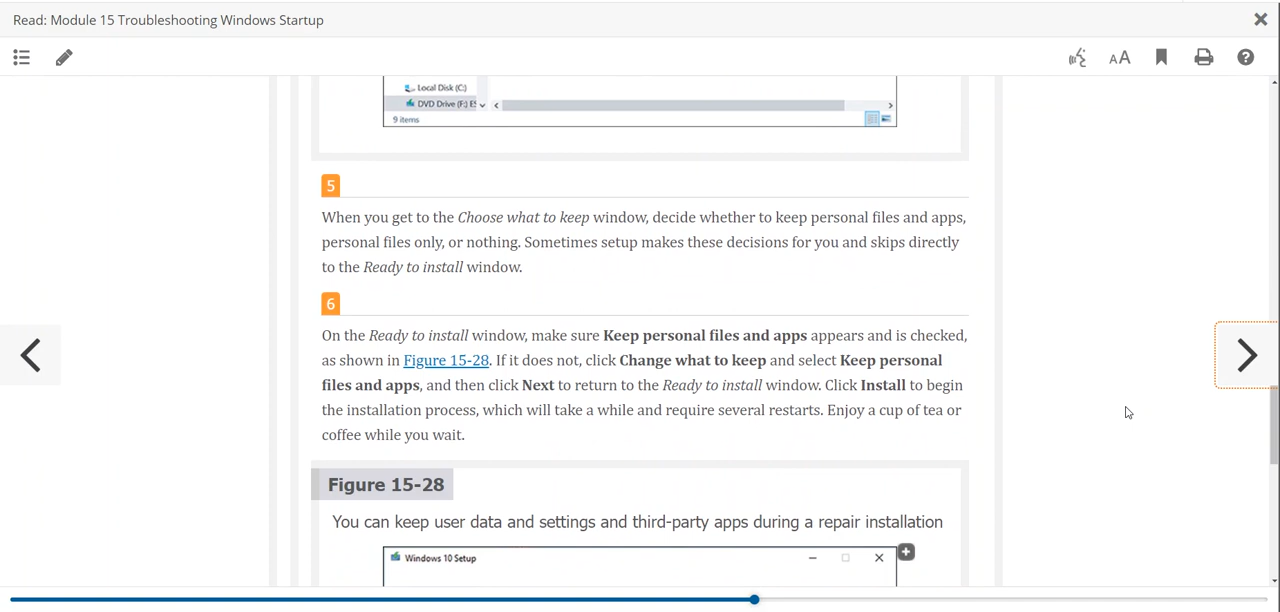 Read: Module 15 Troubleshooting Windows Startup
AA
Local Disk (C:)
DVD Drive (F:) ES
9 items
5
When you get to the Choose what to keep window, decide whether to keep personal files and apps,
personal files only, or nothing. Sometimes setup makes these decisions for you and skips directly
to the Ready to install window.
6
On the Ready to install window, make sure Keep personal files and apps appears and is checked,
as shown in Figure 15-28. If it does not, click Change what to keep and select Keep personal
files and apps, and then click Next to return to the Ready to install window. Click Install to begin
the installation process, which will take a while and require several restarts. Enjoy a cup of tea or
coffee while you wait.
Figure 15-28
You can keep user data and settings and third-party apps during a repair installation
Windows 10 Setup